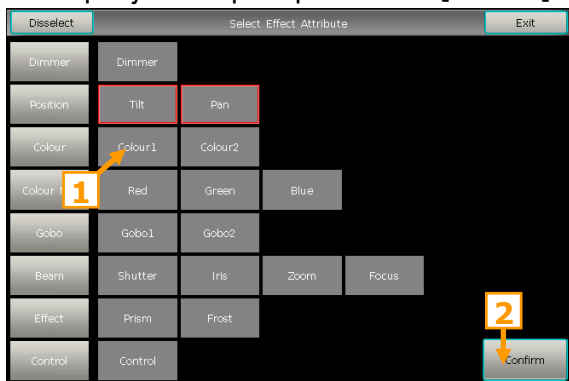 Disselect Select Effect Attribute Exit
Dimmer Dimmer
Position Tilt Pan
Colour Colour1 Colour2
Colour Red Green Blue
1
Gobo Gobo1 Gobo2
Beam Shutter Iris Zoom Focus
Effect Prism Frost
2
Control Control Confirm